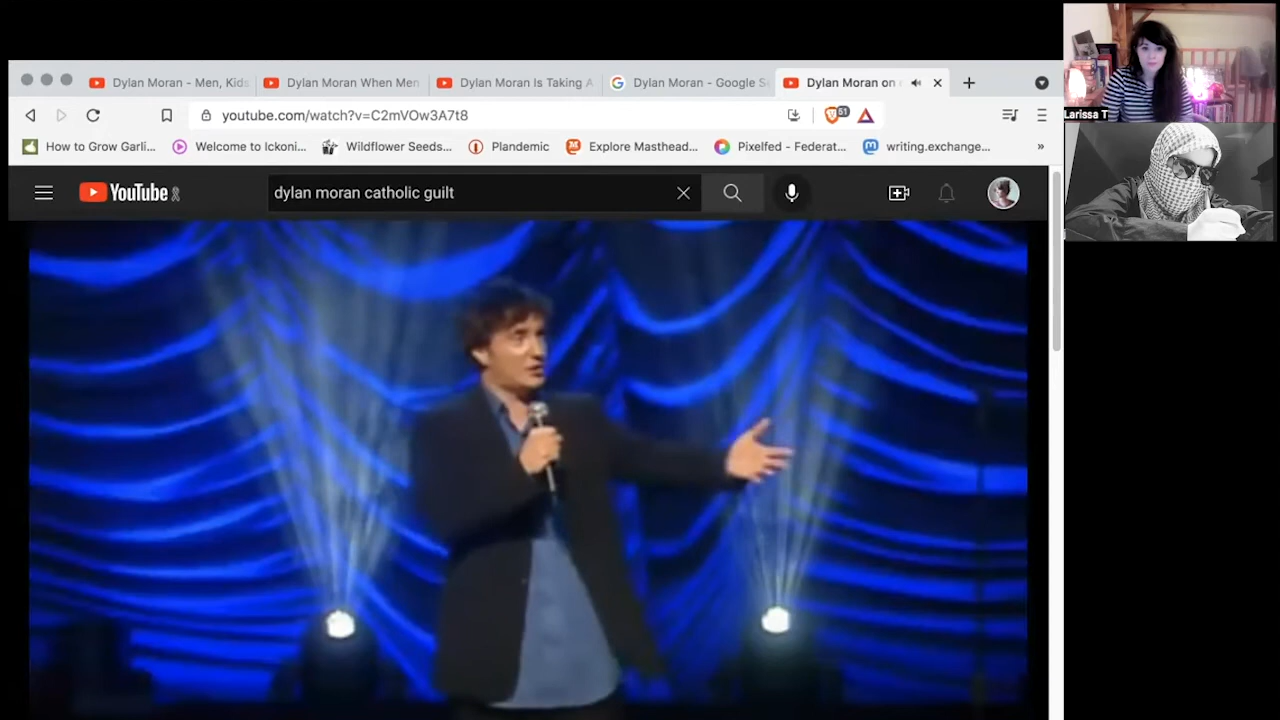 Dylan Moran - Men, Kids
Dylan Moran When Men
Dylan Moran Is Taking A
Dylan Moran - Google S
Dylan Moran on
youtube.com/watch?v=C2mYOw3A7t8
51
How to Grow Garli...
Welcome to Ickoni...
Wildflower Seeds...
Plandemic
Explore Masthead...
Pixelfed - Federat...
writing.exchange...
»
YouTube
dylan moran catholic guilt
Larissa T